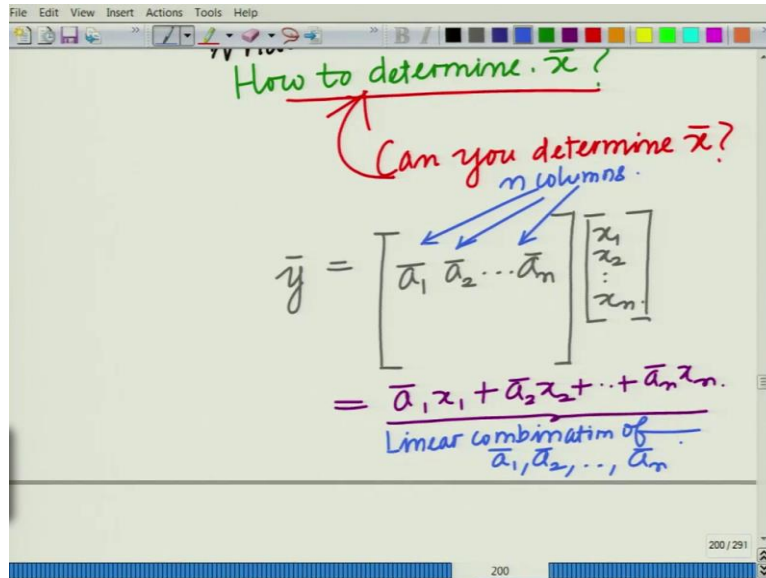 File Edit View Insert Actions Tools Help
How to determine. x̄ ?
Can you determine x̄?
n columns.
ȳ = [ ā₁ ā₂ ... āₙ ] [ x₁ x₂ : xₙ. ]
= ā₁x₁ + ā₂x₂ + .. + āₙxₙ.
Linear combination of
ā₁, ā₂, .., āₙ
200 / 291
200